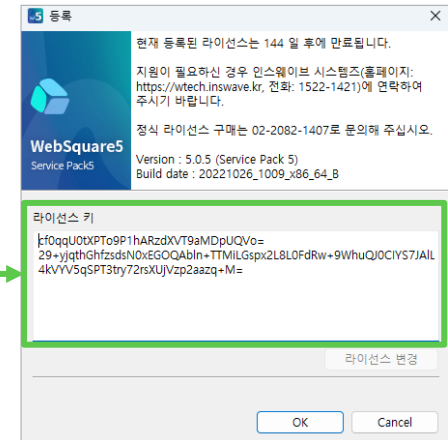 등록
현재 등록된 라이선스는 144 일 후에 만료됩니다.
지원이 필요하신 경우 인스웨이브 시스템즈(홈페이지:
https://wtech.inswave.kr, 전화: 1522-1421)에 연락하여
주시기 바랍니다.
정식 라이선스 구매는 02-2082-1407로 문의해 주십시오.
WebSquare5
Service Pack5
Version : 5.0.5 (Service Pack 5)
Build date : 20221026_1009_x86_64_B
라이선스 키
cf0qqU0tXPTo9P1hARzdXVT9aMDpUQVo=
29+yjqthGhfzsdsN0xEGOQAbln+TTMiLGspx2L8L0FdRw+9WhuQJ0CIYS7JAlL
4kVYV5qSPT3try72rsXUjVzp2aazq+M=
라이선스 변경
OK
Cancel